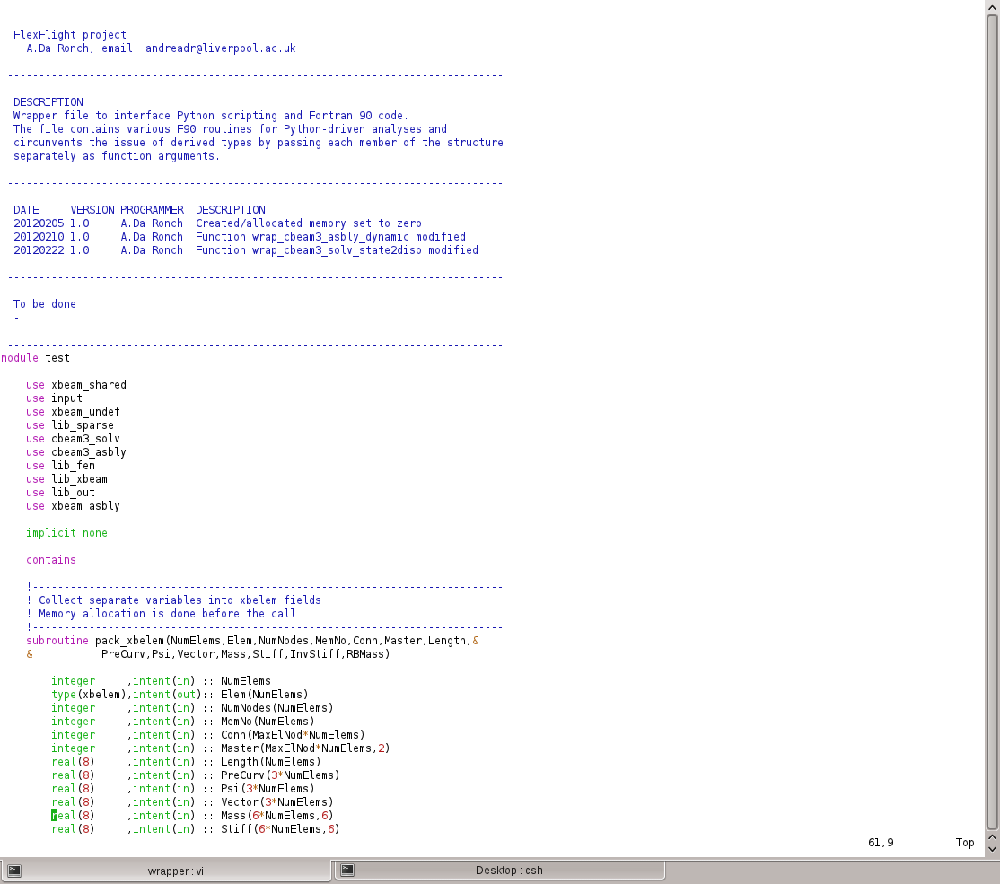 !-------------------------------------------------------------------------------
! FlexFlight project
!   A.Da Ronch, email: andreadr@liverpool.ac.uk
!
!-------------------------------------------------------------------------------
!
! DESCRIPTION
! Wrapper file to interface Python scripting and Fortran 90 code.
! The file contains various F90 routines for Python-driven analyses and
! circumvents the issue of derived types by passing each member of the structure
! separately as function arguments.
!
!-------------------------------------------------------------------------------
!
! DATE     VERSION PROGRAMMER  DESCRIPTION
! 20120205 1.0     A.Da Ronch  Created/allocated memory set to zero
! 20120210 1.0     A.Da Ronch  Function wrap_cbeam3_asbly_dynamic modified
! 20120222 1.0     A.Da Ronch  Function wrap_cbeam3_solv_state2disp modified
!
!-------------------------------------------------------------------------------
!
! To be done
! -
!
!-------------------------------------------------------------------------------
module test
    use xbeam_shared
    use input
    use xbeam_undef
    use lib_sparse
    use cbeam3_solv
    use cbeam3_asbly
    use lib_fem
    use lib_xbeam
    use lib_out
    use xbeam_asbly
    implicit none
    contains
    !---------------------------------------------------------------------------
    ! Collect separate variables into xbelem fields
    ! Memory allocation is done before the call
    !---------------------------------------------------------------------------
    subroutine pack_xbelem(NumElems,Elem,NumNodes,MemNo,Conn,Master,Length,&
    &           PreCurv,Psi,Vector,Mass,Stiff,InvStiff,RBMass)
        integer     ,intent(in) :: NumElems
        type(xbelem),intent(out):: Elem(NumElems)
        integer     ,intent(in) :: NumNodes(NumElems)
        integer     ,intent(in) :: MemNo(NumElems)
        integer     ,intent(in) :: Conn(MaxElNod*NumElems)
        integer     ,intent(in) :: Master(MaxElNod*NumElems,2)
        real(8)     ,intent(in) :: Length(NumElems)
        real(8)     ,intent(in) :: PreCurv(3*NumElems)
        real(8)     ,intent(in) :: Psi(3*NumElems)
        real(8)     ,intent(in) :: Vector(3*NumElems)
        real(8)     ,intent(in) :: Mass(6*NumElems,6)
        real(8)     ,intent(in) :: Stiff(6*NumElems,6)
61,9          Top
wrapper : vi
Desktop : csh